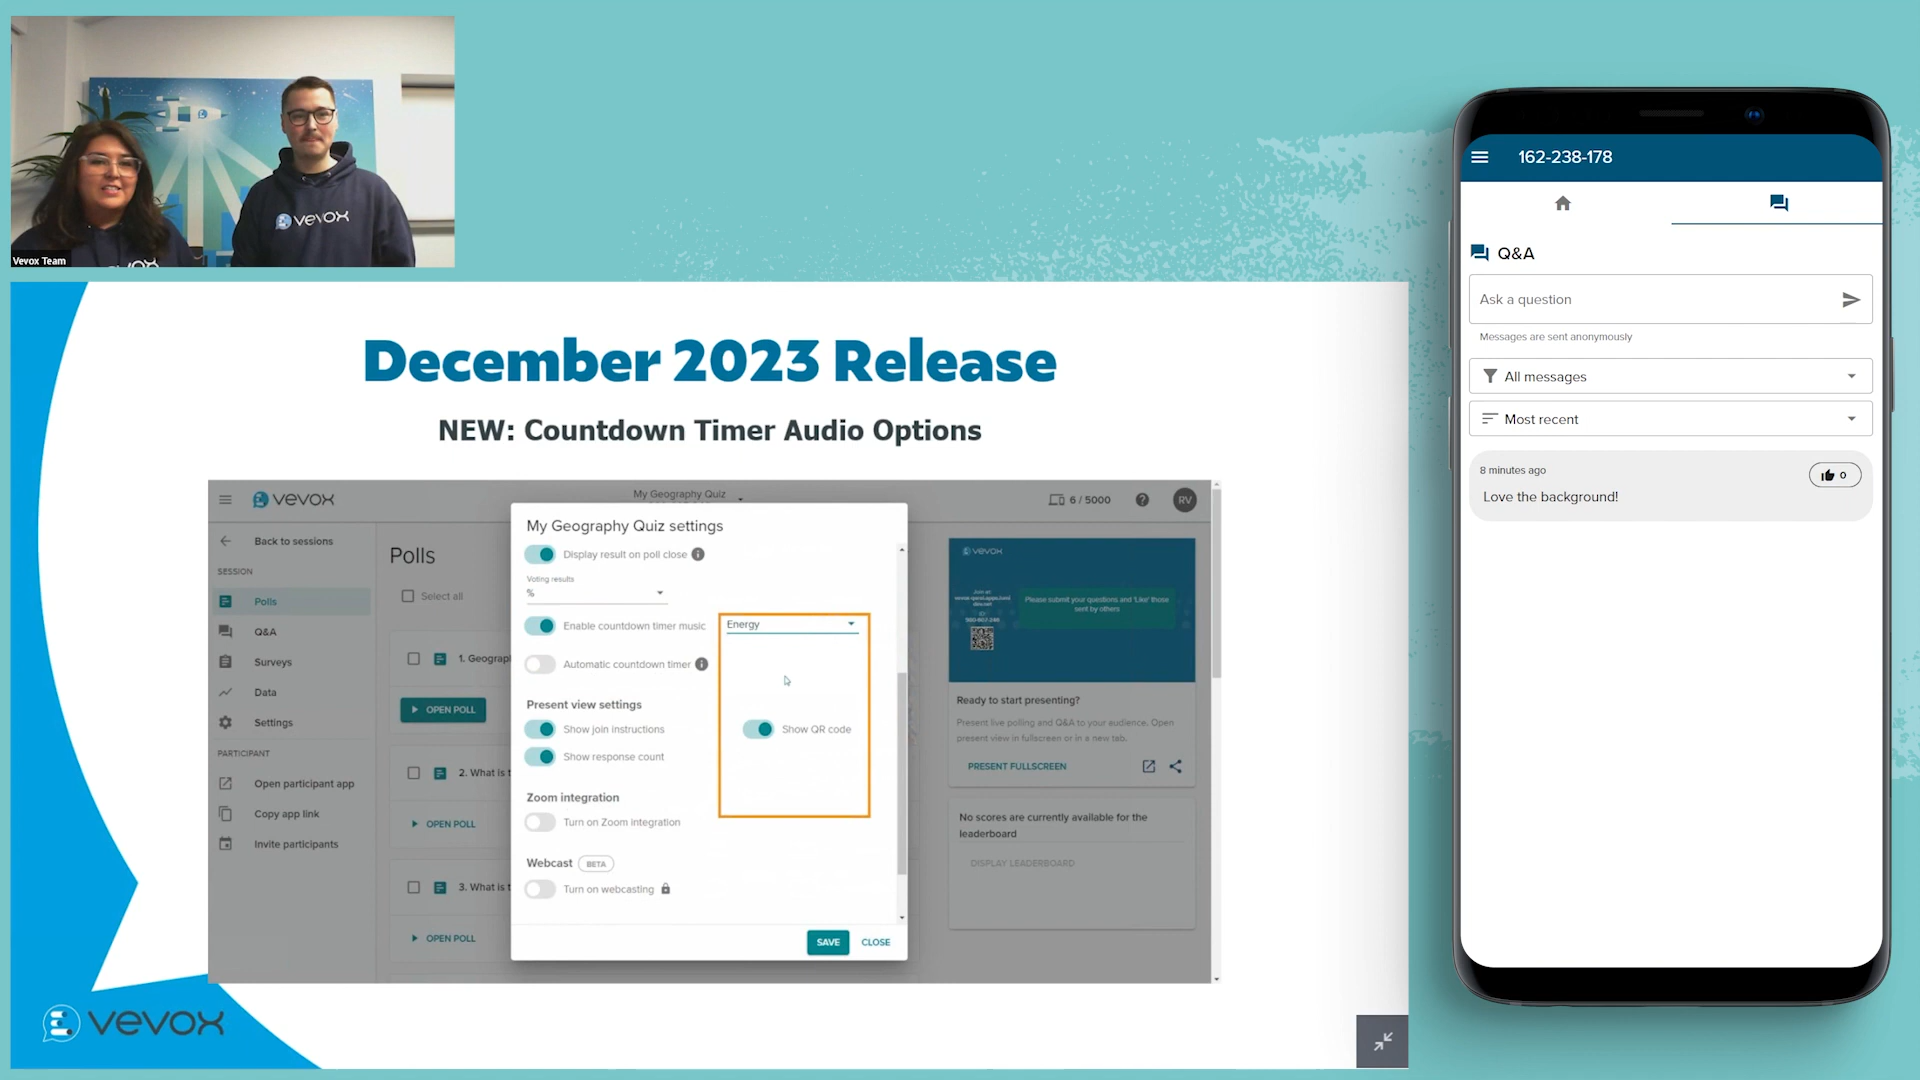 vevox
Vevox Team
December 2023 Release
NEW: Countdown Timer Audio Options
vevox
My Geography Quiz
6 / 5000
RV
Back to sessions
SESSION
Polls
Q&A
Surveys
Data
Settings
PARTICIPANT
Open participant app
Copy app link
Invite participants
Polls
Select all
1. Geograp
OPEN POLL
2. What is t
OPEN POLL
3. What is t
OPEN POLL
My Geography Quiz settings
Display result on poll close
Voting results
%
Enable countdown timer music
Energy
Automatic countdown timer
Present view settings
Show join instructions
Show QR code
Show response count
Zoom integration
Turn on Zoom integration
Webcast BETA
Turn on webcasting
SAVE CLOSE
vevox
Join at:
Please submit your questions and 'Like' those
sent by others
Ready to start presenting?
Present live polling and Q&A to your audience. Open
present view in fullscreen or in a new tab.
PRESENT FULLSCREEN
No scores are currently available for the
leaderboard
DISPLAY LEADERBOARD
vevox
162-238-178
Q&A
Ask a question
Messages are sent anonymously
All messages
Most recent
8 minutes ago
0
Love the background!